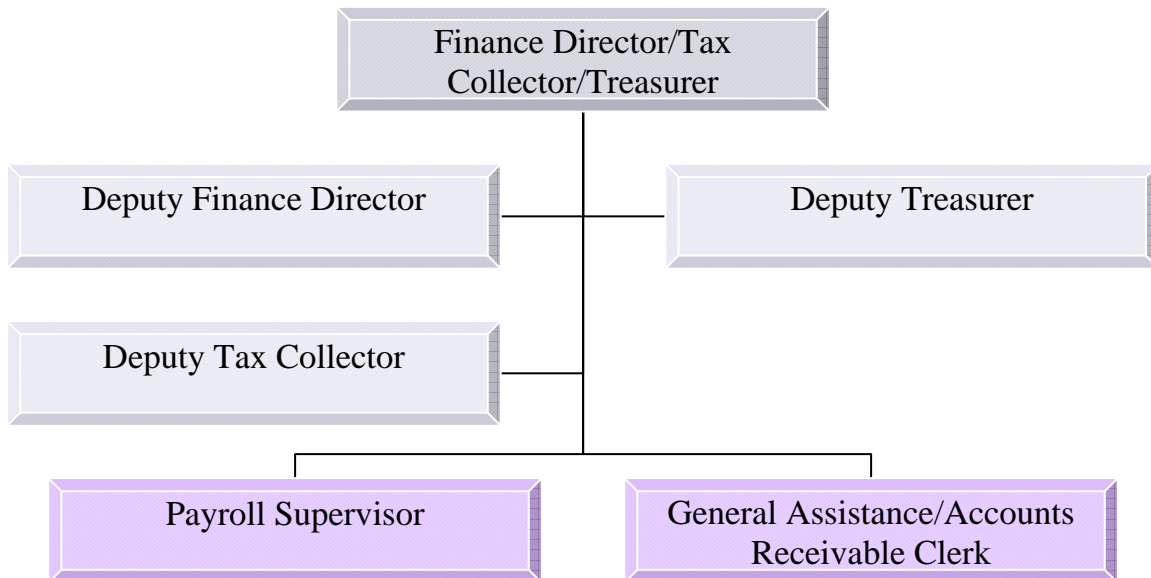 Finance Director/Tax
Collector/Treasurer
Deputy Finance Director
Deputy Treasurer
Deputy Tax Collector
Payroll Supervisor
General Assistance/Accounts
Receivable Clerk